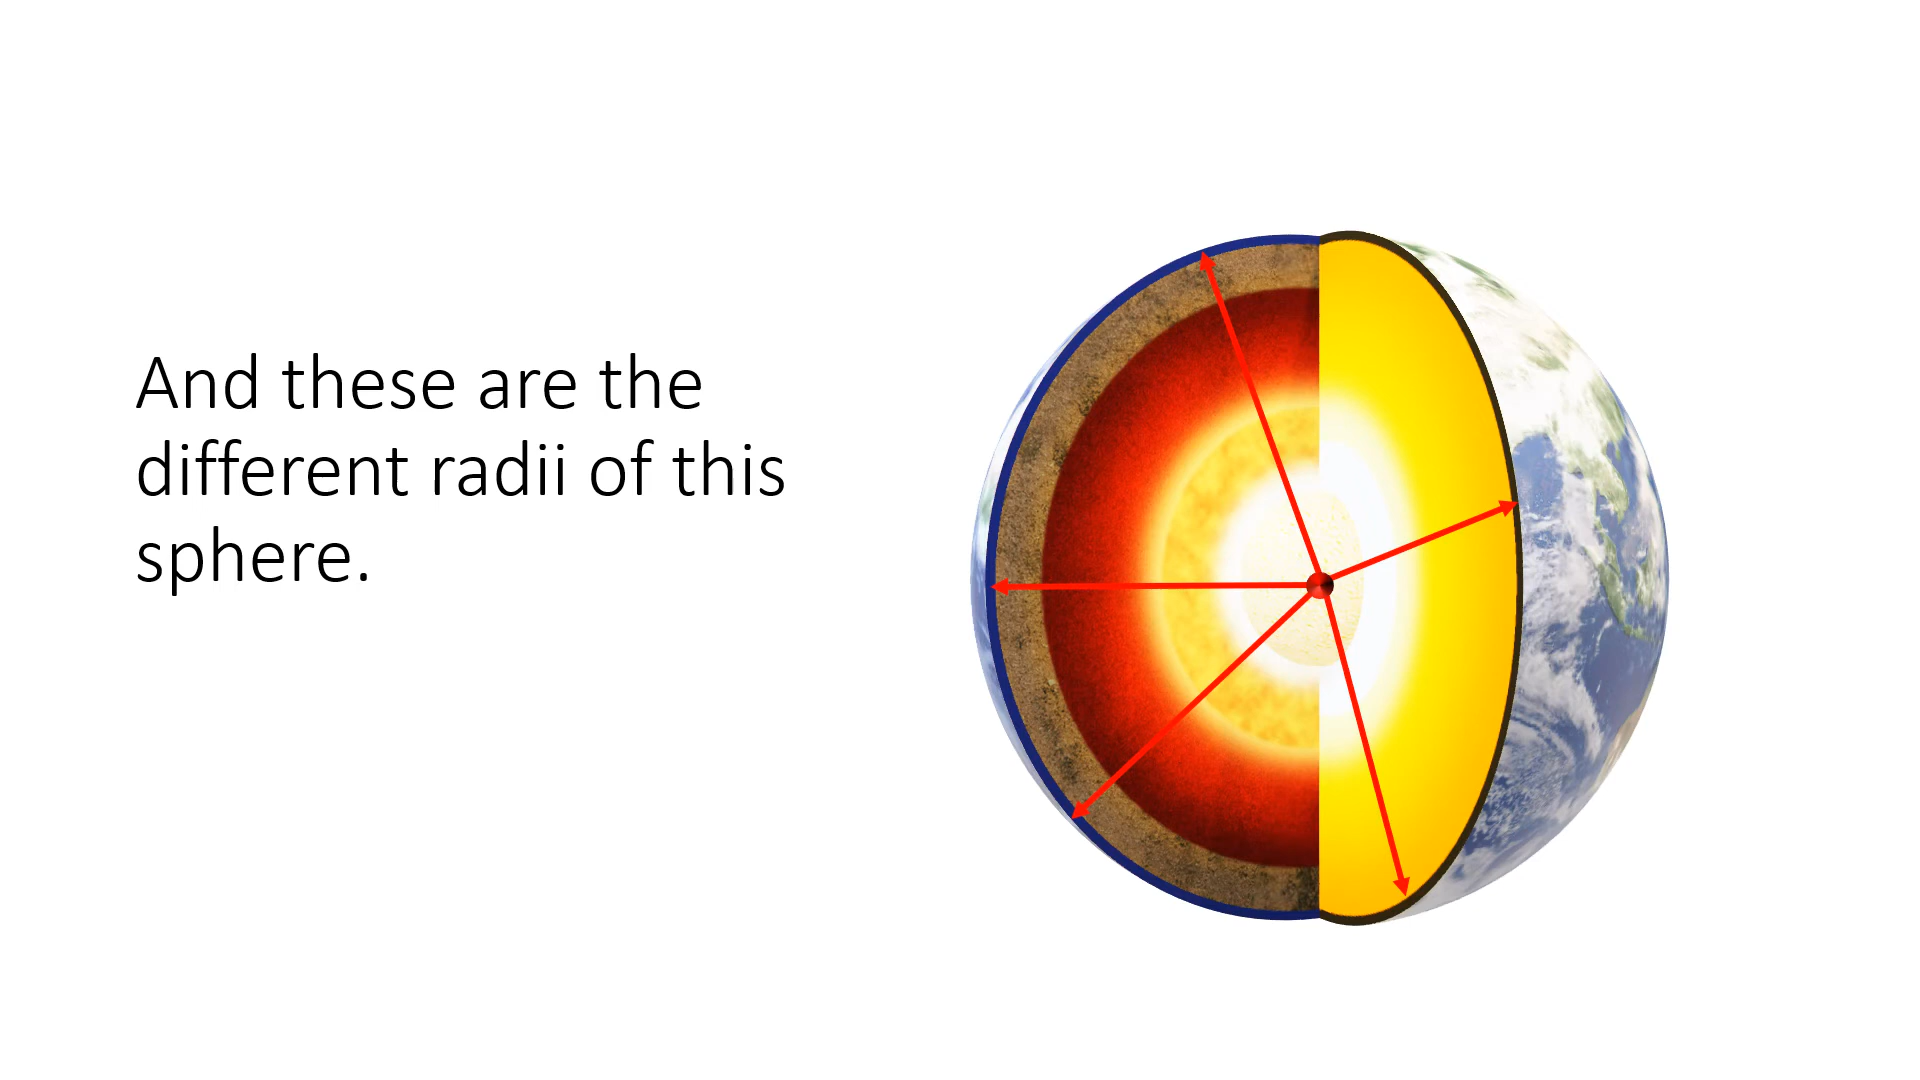 And these are the
different radii of this
sphere.